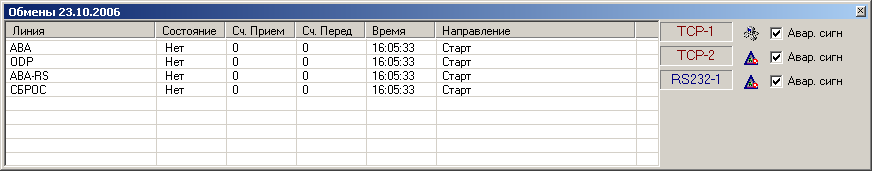 Обмены 23.10.2006
Линия Состояние Сч. Прием Сч. Перед Время Направление
АВА Нет 0 0 16:05:33 Старт
ODP Нет 0 0 16:05:33 Старт
АВА-RS Нет 0 0 16:05:33 Старт
СБРОС Нет 0 0 16:05:33 Старт
TCP-1 Авар. сигн
TCP-2 Авар. сигн
RS232-1 Авар. сигн